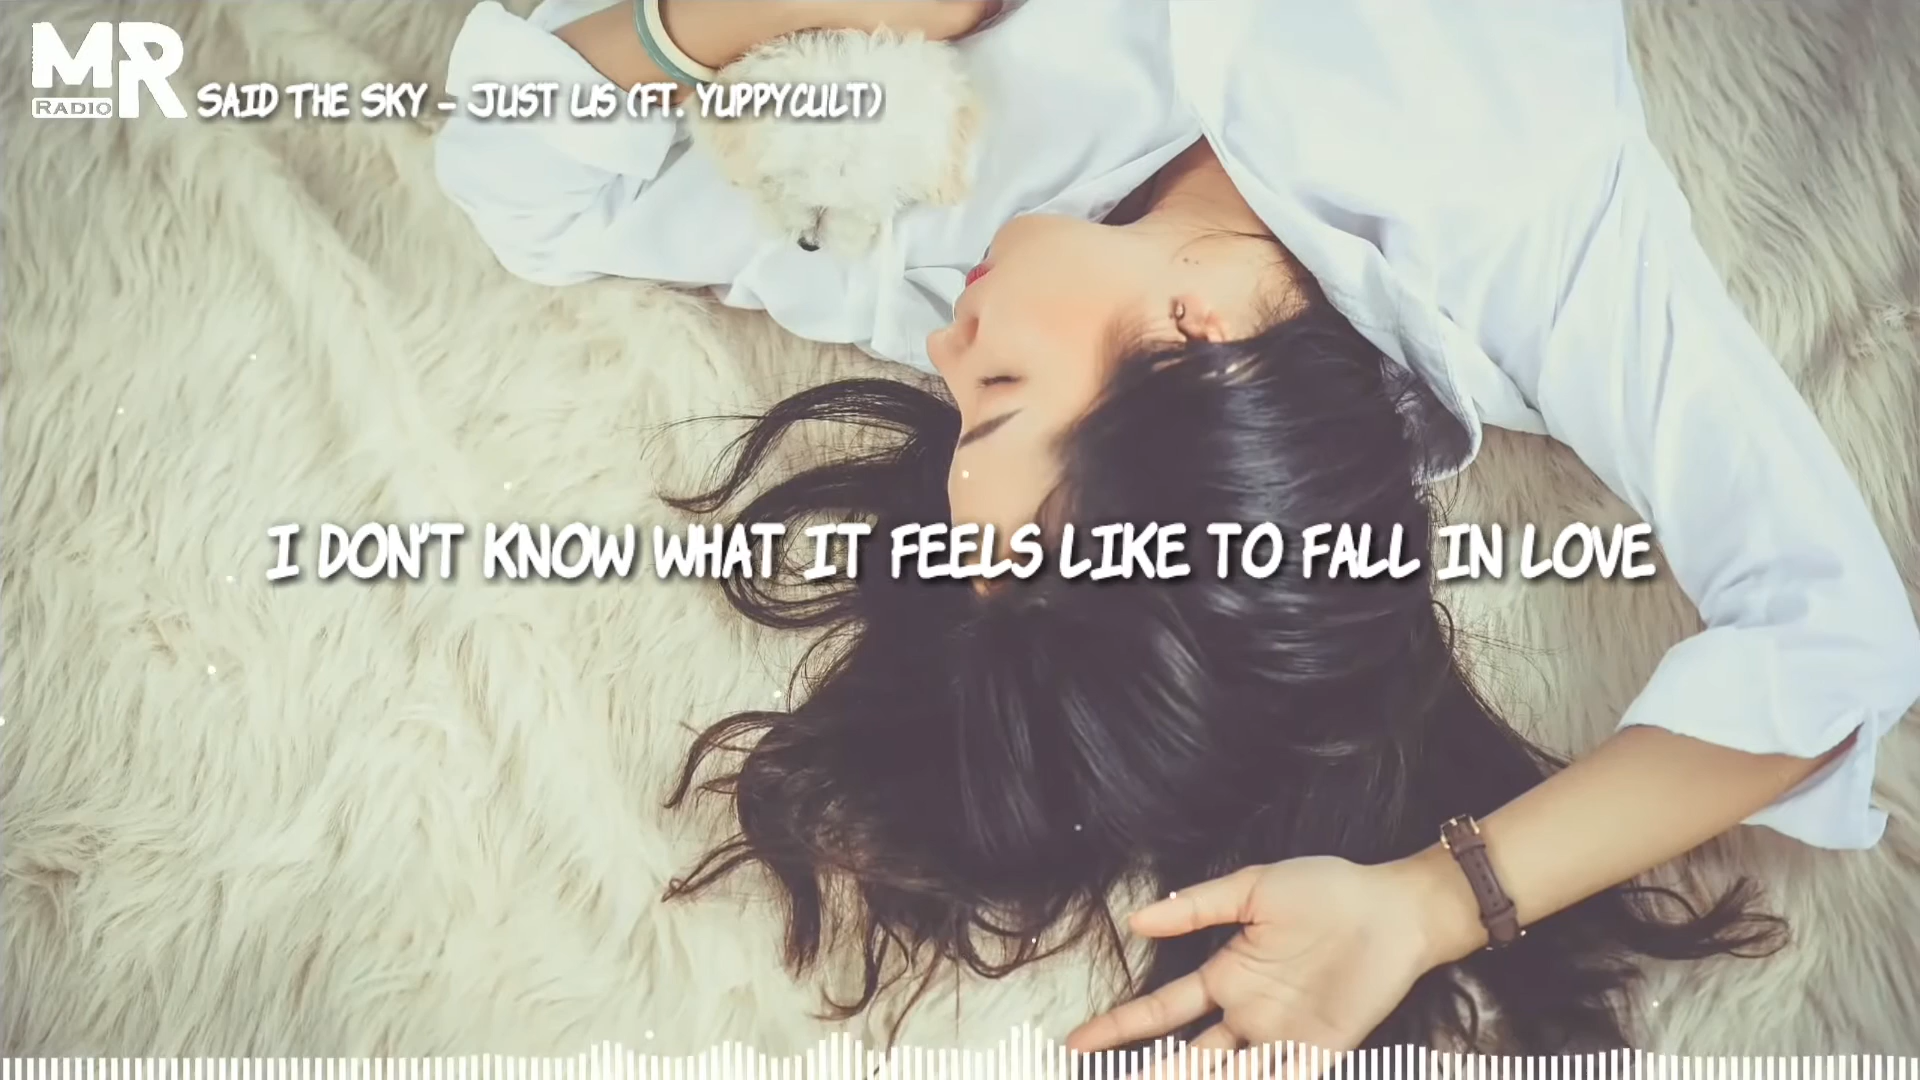 MR
RADIO
SAID THE SKY - JUST US (FT. YUPPYCULT)
I DON'T KNOW WHAT IT FEELS LIKE TO FALL IN LOVE